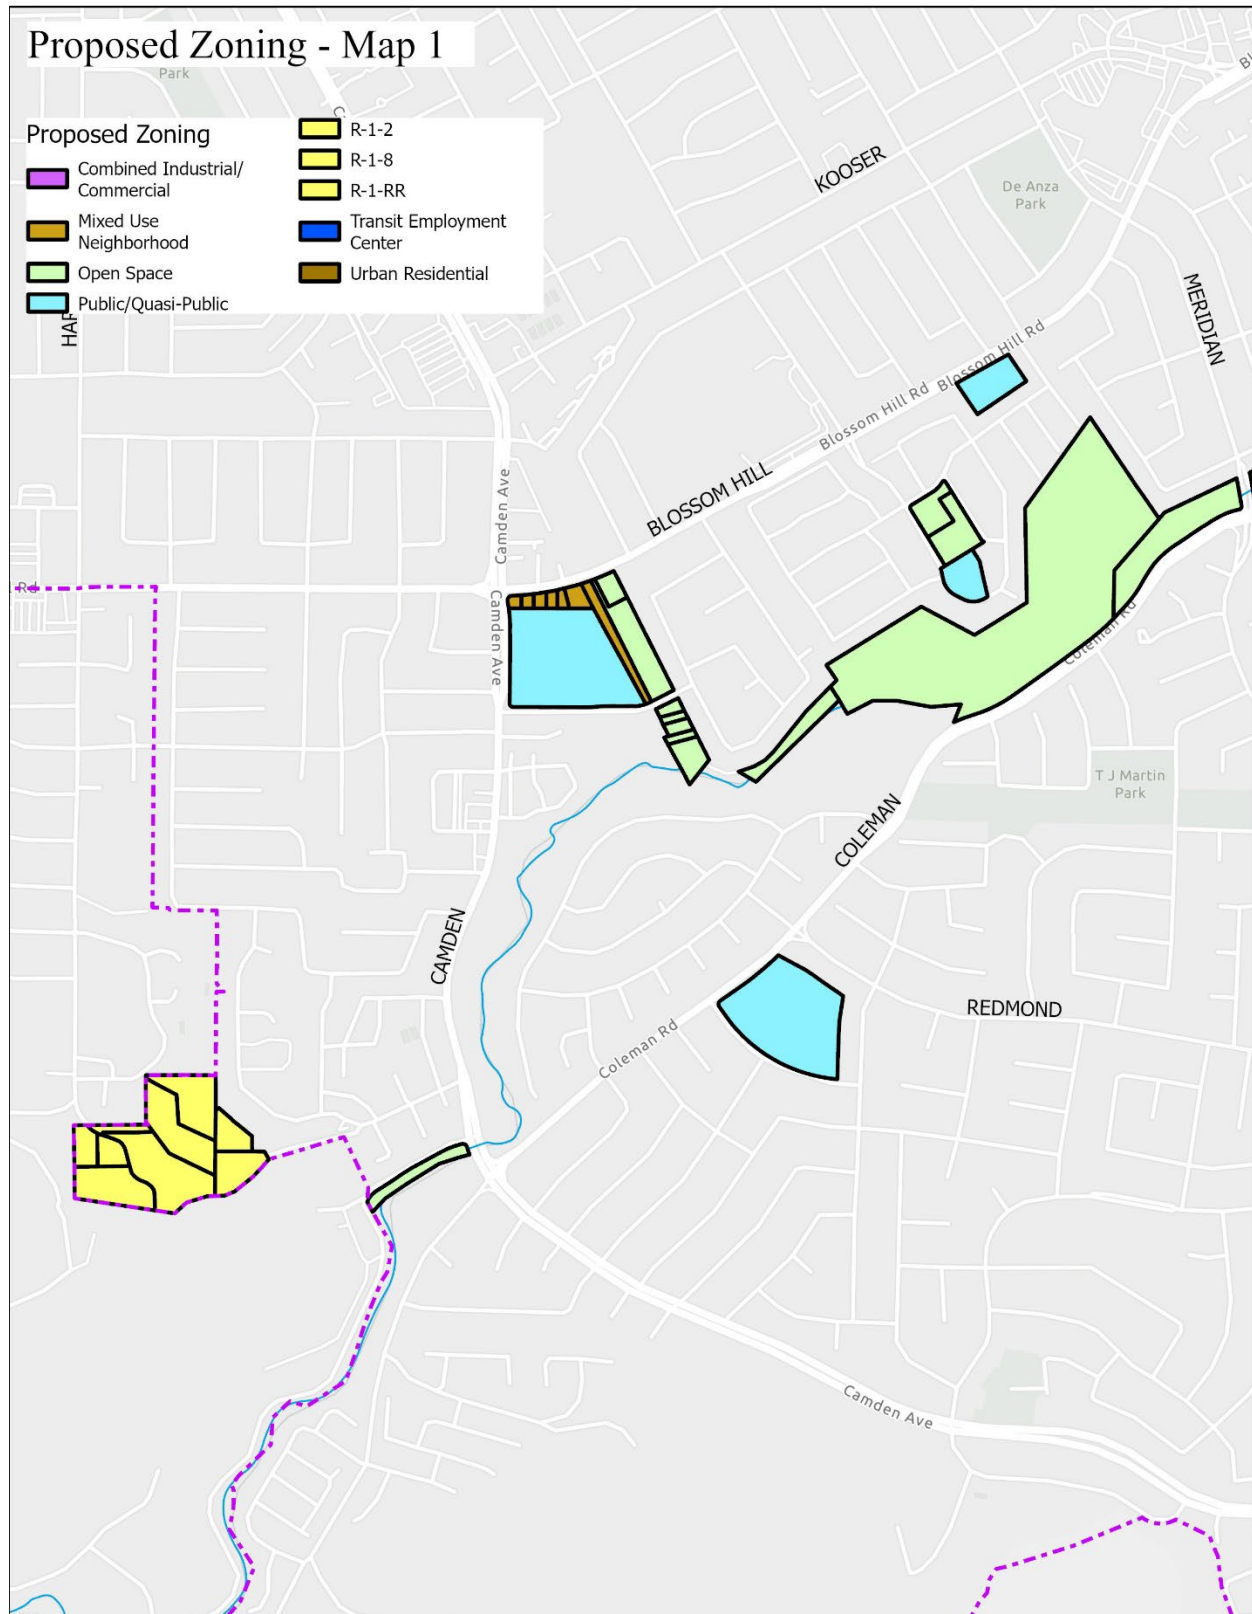 Proposed Zoning - Map 1
Park
Proposed Zoning
Combined Industrial/
Commercial
Mixed Use
Neighborhood
Open Space
Public/Quasi-Public
R-1-2
R-1-8
R-1-RR
Transit Employment
Center
Urban Residential
KOOSER
De Anza
Park
MERIDIAN
Blossom Hill Rd
Blossom Hill Rd
BLOSSOM HILL
Camden Ave
Camden Ave
Rd
Coleman Rd
T J Martin
Park
COLEMAN
CAMDEN
REDMOND
Coleman Rd
Camden Ave